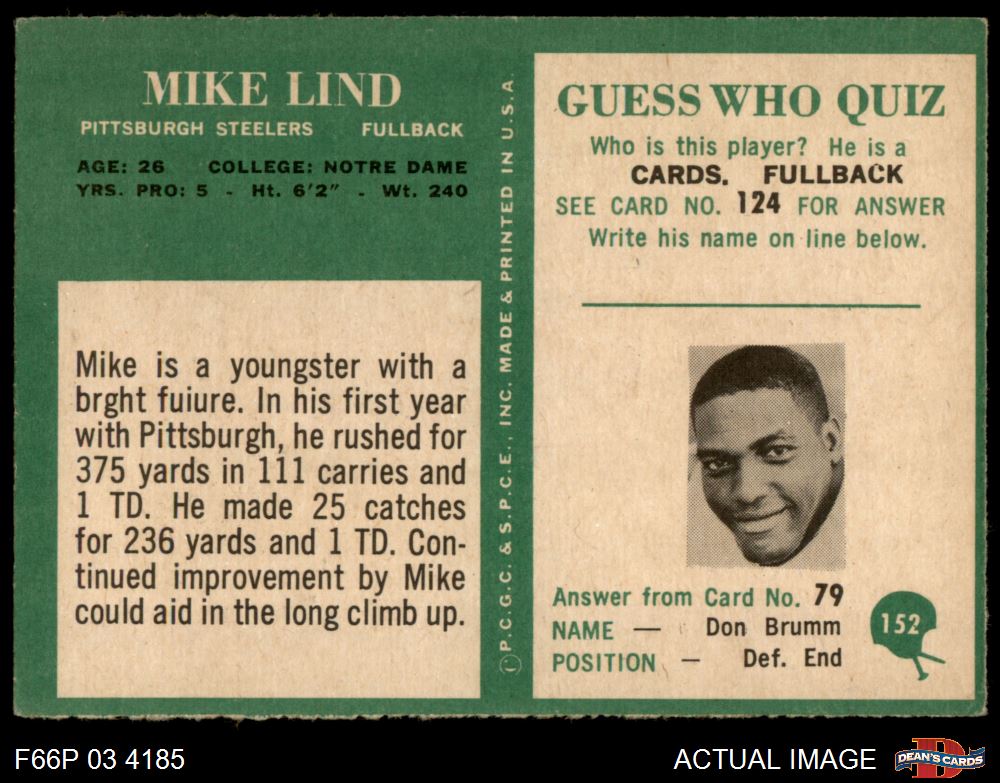 MIKE LIND
PITTSBURGH STEELERS FULLBACK
AGE: 26 COLLEGE: NOTRE DAME
YRS. PRO: 5 - Ht. 6'2" - Wt. 240
Mike is a youngster with a
brght fuiure. In his first year
with Pittsburgh, he rushed for
375 yards in 111 carries and
1 TD. He made 25 catches
for 236 yards and 1 TD. Con-
tinued improvement by Mike
could aid in the long climb up.
©P.C.G.C. & S.P.C.E., INC. MADE & PRINTED IN U.S.A.
GUESS WHO QUIZ
Who is this player? He is a
CARDS. FULLBACK
SEE CARD NO. 124 FOR ANSWER
Write his name on line below.
Answer from Card No. 79
NAME — Don Brumm
POSITION — Def. End
152
F66P 03 4185
ACTUAL IMAGE
DEAN'S CARDS